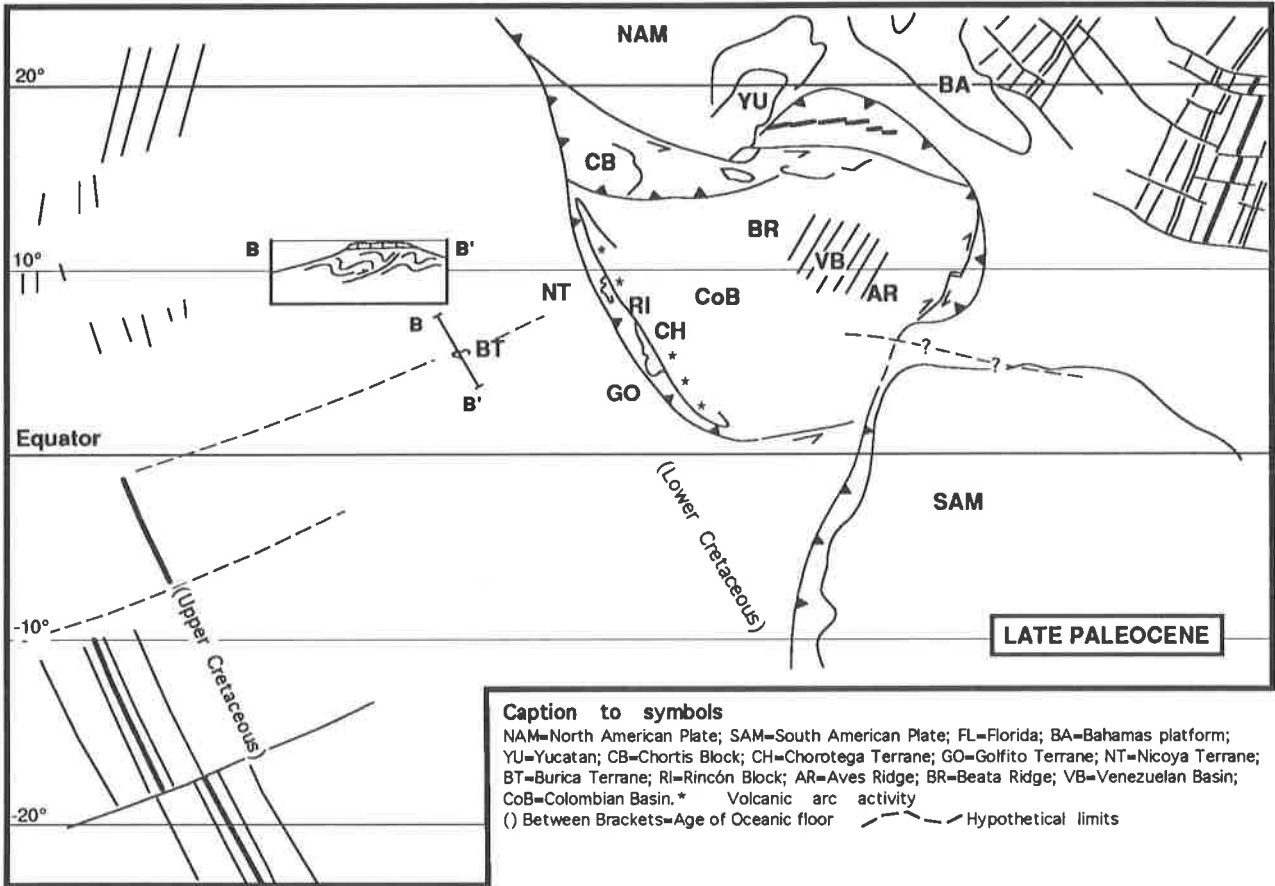 NAM
20°
YU
BA
CB
BR
B
B'
10°
VB
NT
RI
CoB
AR
CH
B
BT
?
?
GO
B'
Equator
(Lower Cretaceous)
SAM
(Upper Cretaceous)
-10°
LATE PALEOCENE
-20°
Caption to symbols
NAM=North American Plate; SAM=South American Plate; FL=Florida; BA=Bahamas platform;
YU=Yucatan; CB=Chortis Block; CH=Chorotega Terrane; GO=Golfito Terrane; NT=Nicoya Terrane;
BT=Burica Terrane; RI=Rincón Block; AR=Aves Ridge; BR=Beata Ridge; VB=Venezuelan Basin;
CoB=Colombian Basin. * Volcanic arc activity
() Between Brackets=Age of Oceanic floor Hypothetical limits